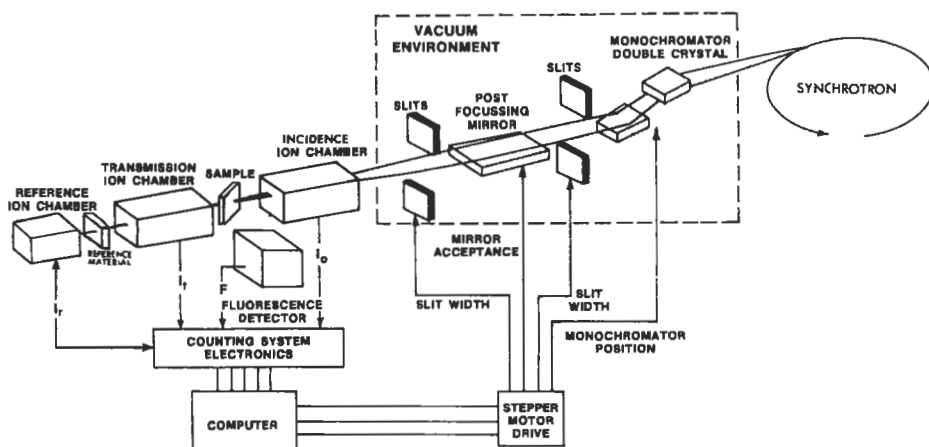 VACUUM
ENVIRONMENT
MONOCHROMATOR
DOUBLE CRYSTAL
SLITS
SYNCHROTRON
SLITS
POST
FOCUSSING
MIRROR
INCIDENCE
ION CHAMBER
TRANSMISSION
ION CHAMBER
SAMPLE
REFERENCE
ION CHAMBER
REFERENCE
MATERIAL
MIRROR
ACCEPTANCE
Io
It
F
Ir
FLUORESCENCE
DETECTOR
SLIT WIDTH
SLIT
WIDTH
MONOCHROMATOR
POSITION
COUNTING SYSTEM
ELECTRONICS
COMPUTER
STEPPER
MOTOR
DRIVE